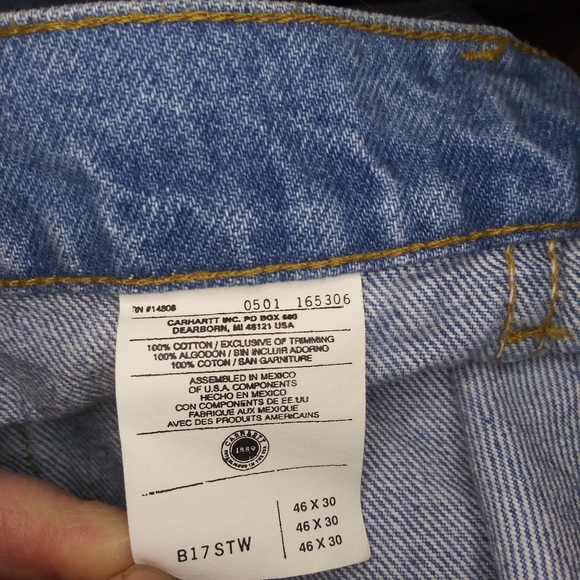 RN #14806 0501 165306
CARHARTT INC. PO BOX 600
DEARBORN, MI 48121 USA
100% COTTON / EXCLUSIVE OF TRIMMING
100% ALGODON / SIN INCLUIR ADORNO
100% COTON / SAN GARNITURE
ASSEMBLED IN MEXICO
OF U.S.A. COMPONENTS
HECHO EN MEXICO
CON COMPONENTES DE EE.UU
FABRIQUE AUX MEXIQUE
AVEC DES PRODUITS AMERICAINS
CARHARTT
1889
46 X 30
46 X 30
B17STW 46 X 30